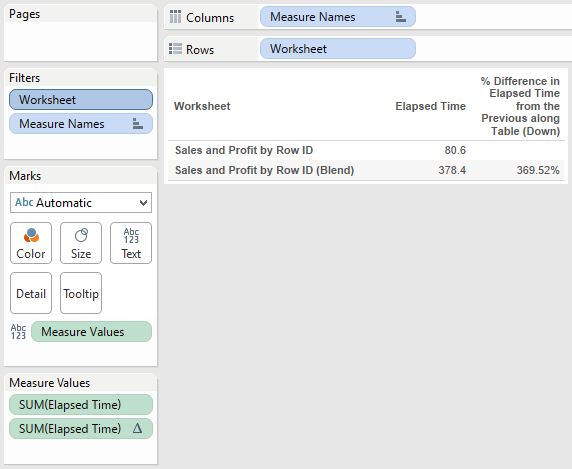 Pages
Columns
Measure Names
Rows
Worksheet
Filters
Worksheet
Measure Names
Worksheet
Elapsed Time
% Difference in
Elapsed Time
from the
Previous along
Table (Down)
Sales and Profit by Row ID
80.6
Sales and Profit by Row ID (Blend)
378.4
369.52%
Marks
Abc Automatic
Color
Size
Abc
123
Text
Detail
Tooltip
Abc
123
Measure Values
Measure Values
SUM(Elapsed Time)
SUM(Elapsed Time) Δ